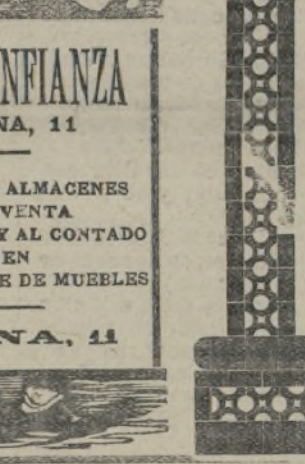 NFIANZA
NA, 11
ALMACENES
VENTA
Y AL CONTADO
EN
E DE MUEBLES
NA, 11